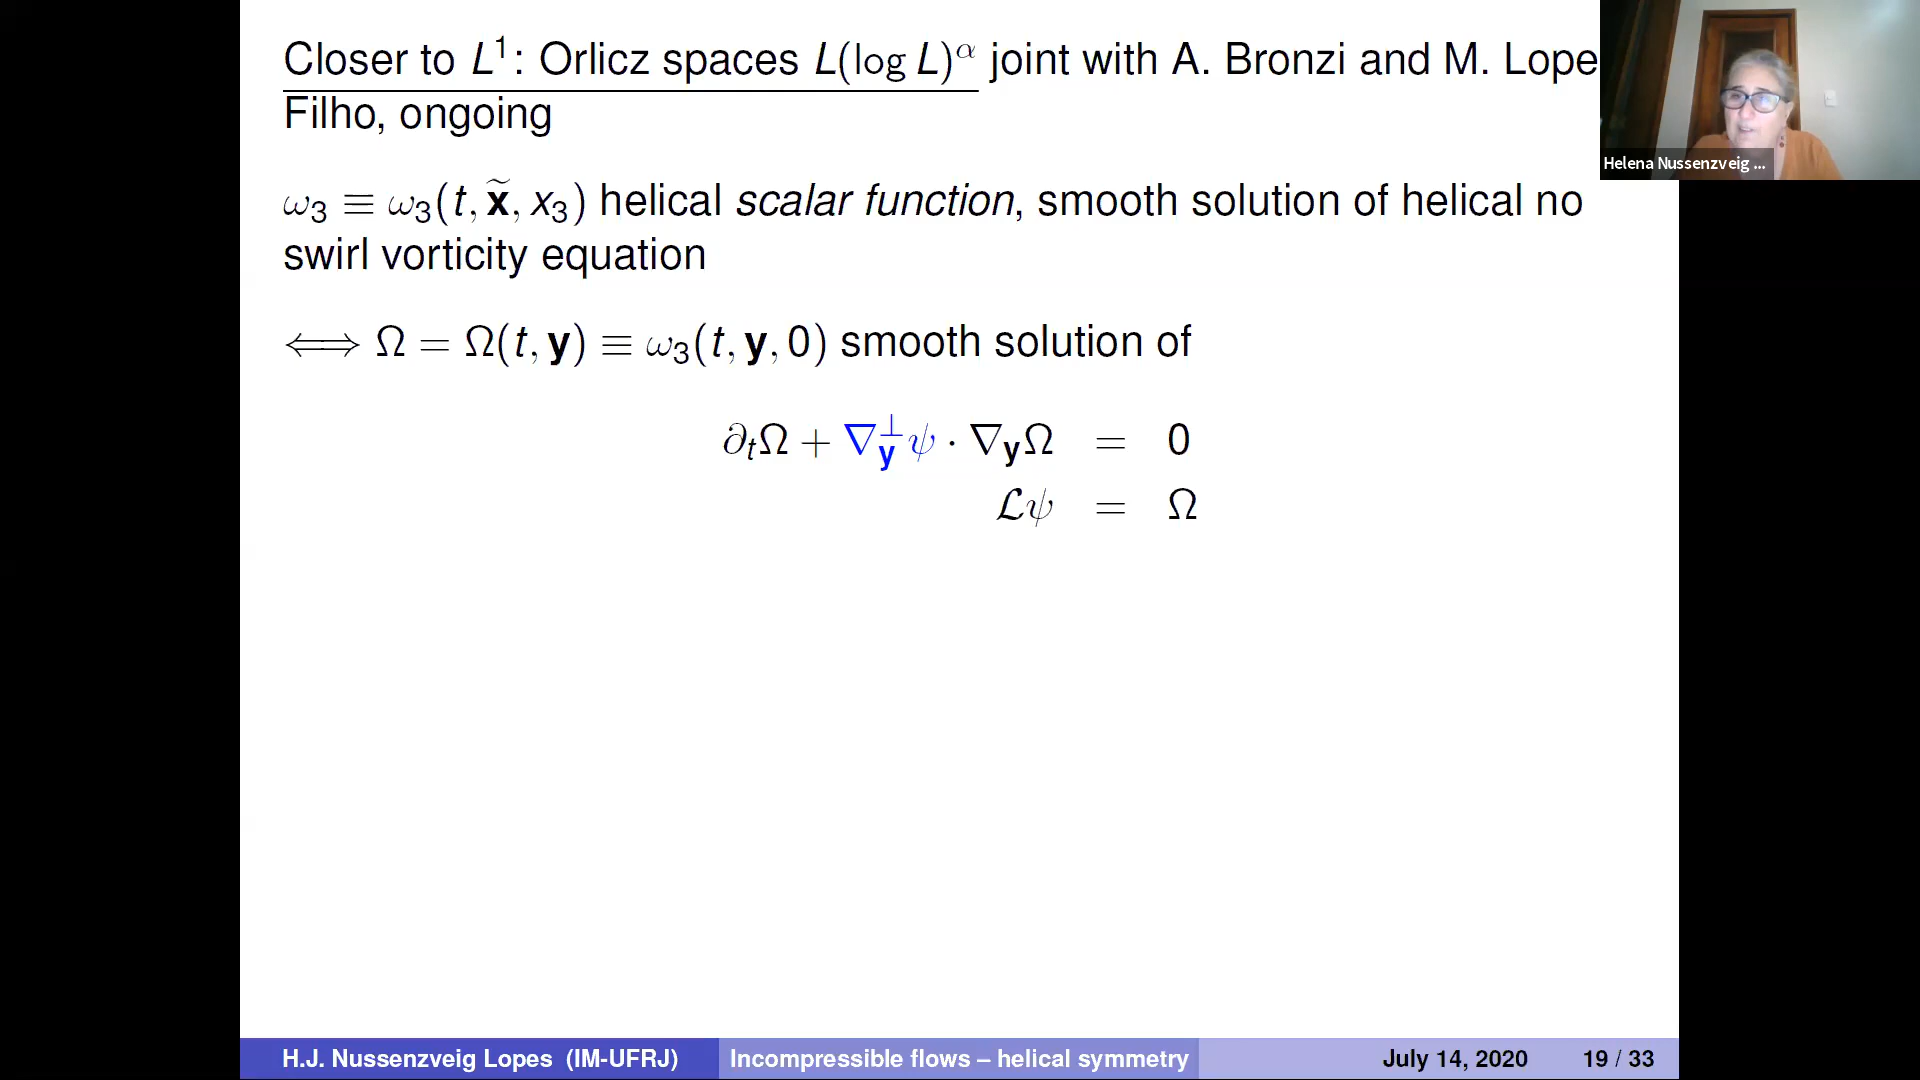 Closer to L¹: Orlicz spaces L(log L)^α joint with A. Bronzi and M. Lope
Filho, ongoing
ω₃ ≡ ω₃(t, x̃, x₃) helical scalar function, smooth solution of helical no
swirl vorticity equation
⟺ Ω = Ω(t, y) ≡ ω₃(t, y, 0) smooth solution of
∂ₜΩ + ∇_y^⊥ψ · ∇_yΩ = 0
ℒψ = Ω
Helena Nussenzveig ...
H.J. Nussenzveig Lopes (IM-UFRJ) Incompressible flows – helical symmetry July 14, 2020 19 / 33